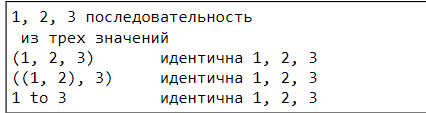 1, 2, 3 последовательность
из трех значений
(1, 2, 3) идентична 1, 2, 3
((1, 2), 3) идентична 1, 2, 3
1 to 3 идентична 1, 2, 3